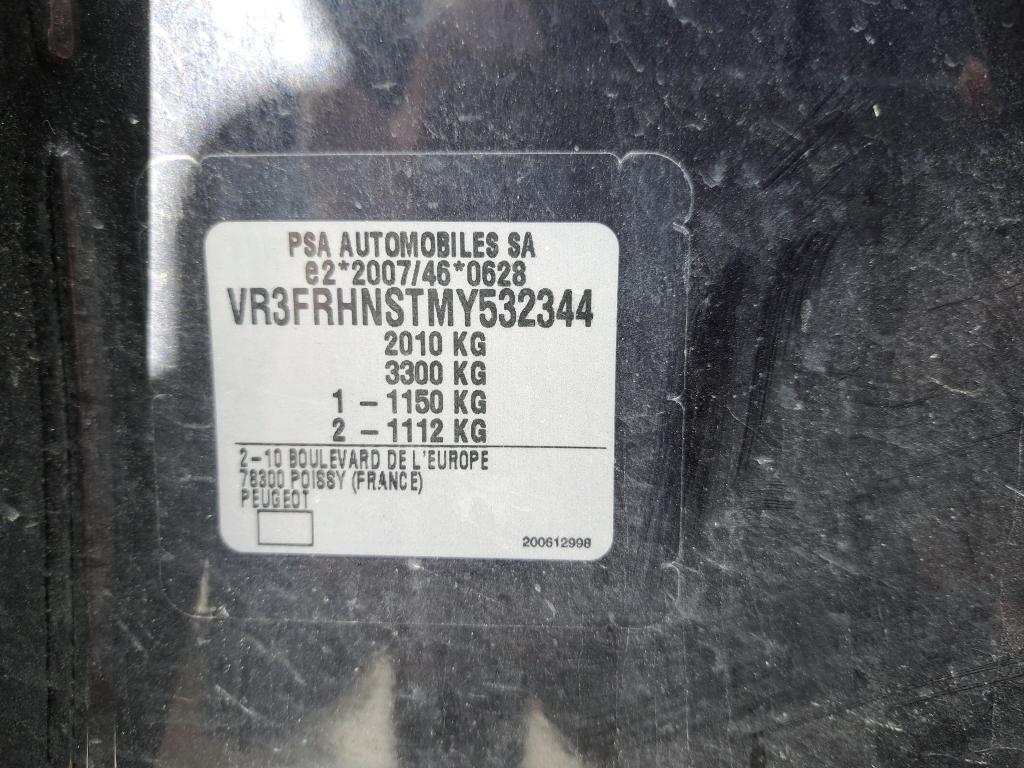 PSA AUTOMOBILES SA
e2*2007/46*0628
VR3FRHNSTMY532344
2010 KG
3300 KG
1 - 1150 KG
2 - 1112 KG
2-10 BOULEVARD DE L'EUROPE
78300 POISSY (FRANCE)
PEUGEOT
200612998